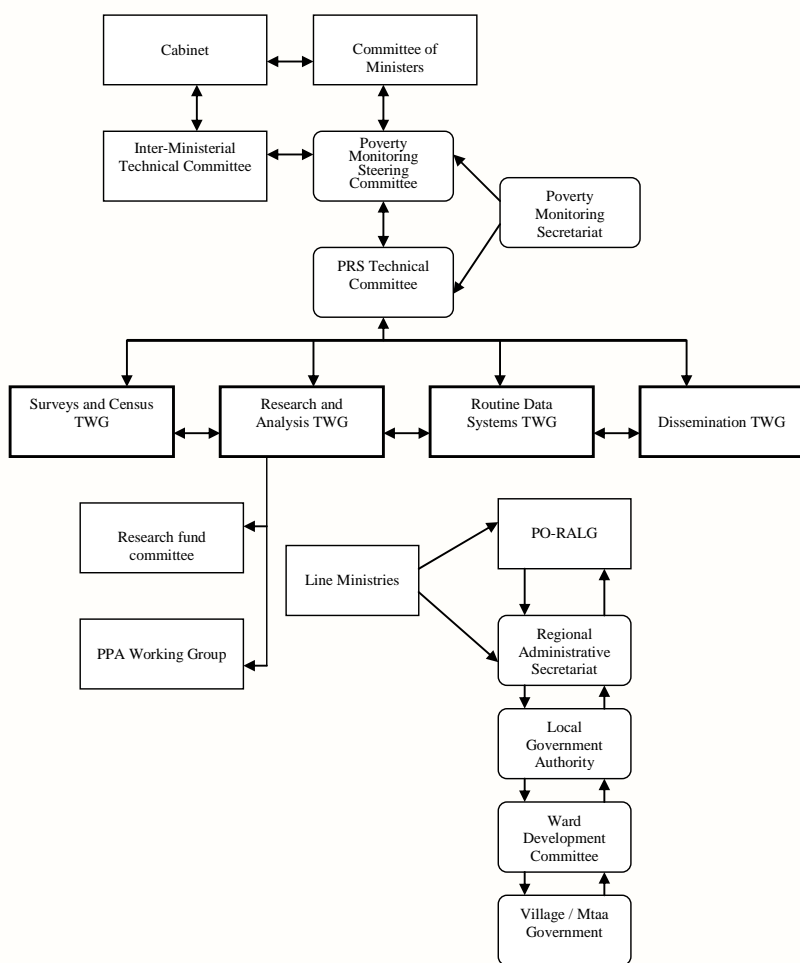 Cabinet
Committee of
Ministers
Inter-Ministerial
Technical Committee
Poverty
Monitoring
Steering
Committee
Poverty
Monitoring
Secretariat
PRS Technical
Committee
Surveys and Census
TWG
Research and
Analysis TWG
Routine Data
Systems TWG
Dissemination TWG
Research fund
committee
PPA Working Group
Line Ministries
PO-RALG
Regional
Administrative
Secretariat
Local
Government
Authority
Ward
Development
Committee
Village / Mtaa
Government